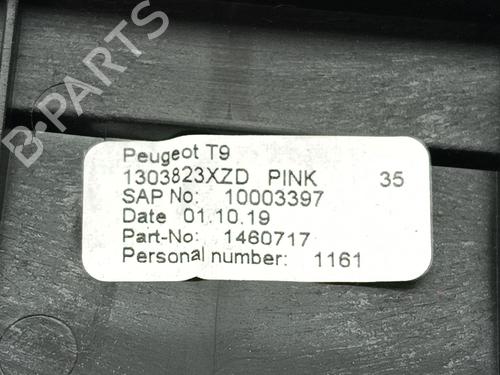 B-PARTS
Peugeot T9
1303823XZD PINK 35
SAP No: 10003397
Date 01.10.19
Part-No: 1460717
Personal number: 1161